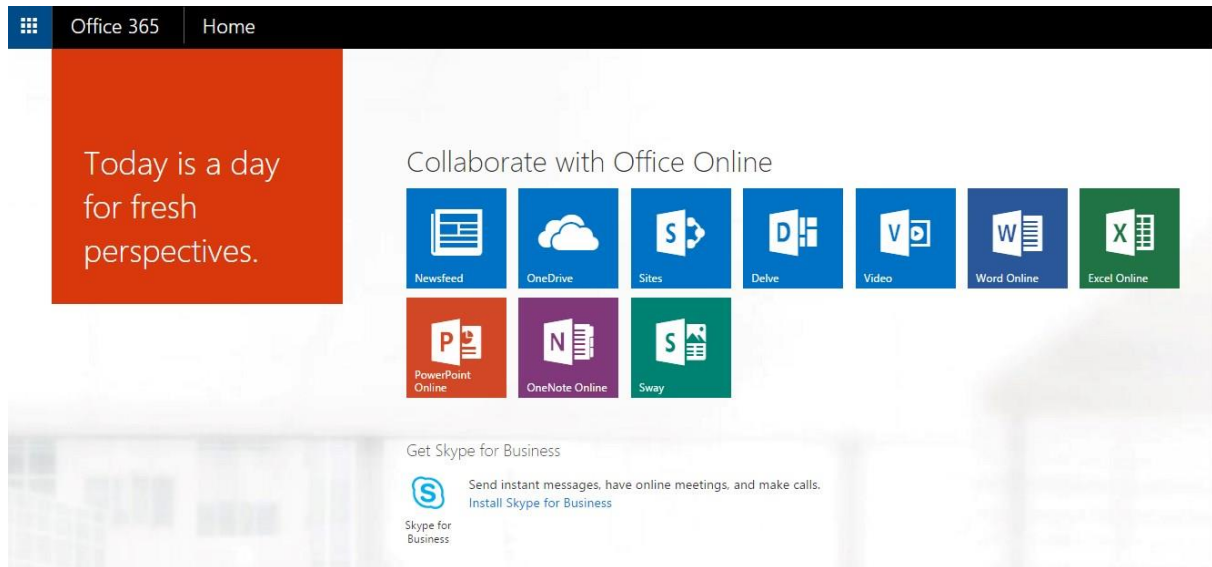 Office 365 Home
Today is a day
for fresh
perspectives.
Collaborate with Office Online
Newsfeed
OneDrive
S
Sites
D
Delve
V
Video
W
Word Online
X
Excel Online
P
PowerPoint
Online
N
OneNote Online
S
Sway
Get Skype for Business
S
Skype for
Business
Send instant messages, have online meetings, and make calls.
Install Skype for Business